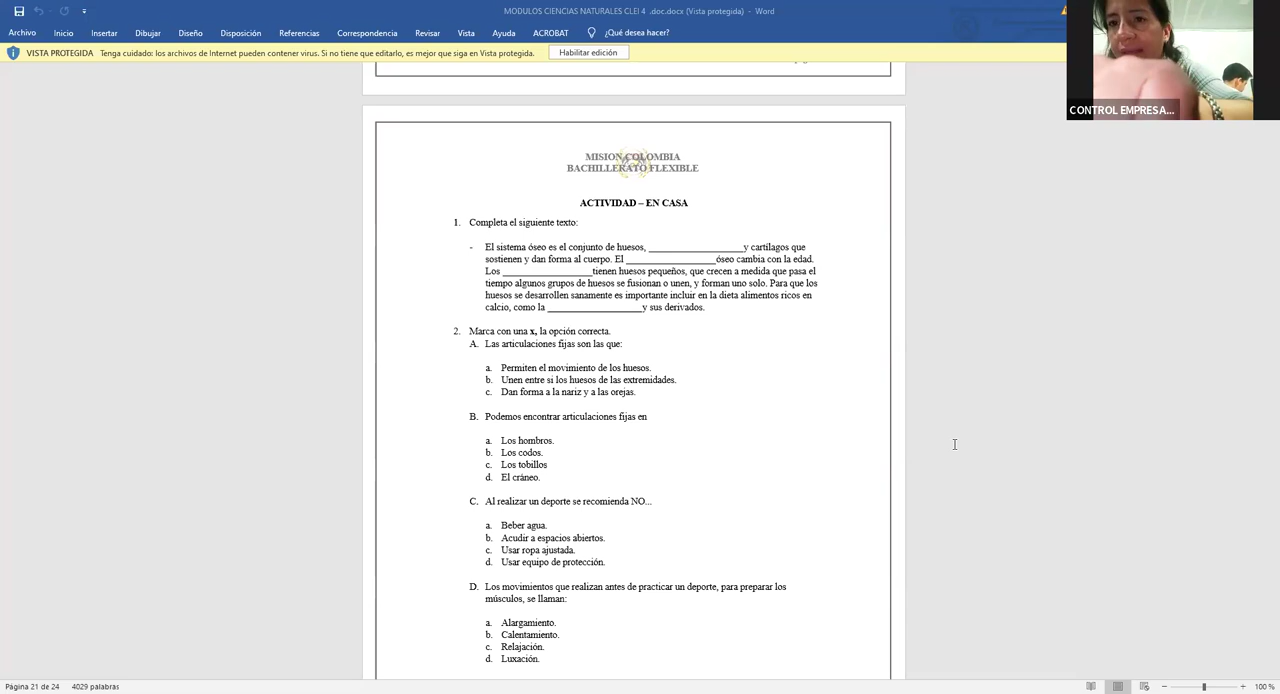 MODULOS CIENCIAS NATURALES CLEI 4 .doc.docx (Vista protegida) - Word
Archivo Inicio Insertar Dibujar Diseño Disposición Referencias Correspondencia Revisar Vista Ayuda ACROBAT ¿Qué desea hacer?
VISTA PROTEGIDA Tenga cuidado: los archivos de Internet pueden contener virus. Si no tiene que editarlo, es mejor que siga en Vista protegida. Habilitar edición
CONTROL EMPRESA...
MISION COLOMBIA
BACHILLERATO FLEXIBLE
ACTIVIDAD – EN CASA
1. Completa el siguiente texto:
- El sistema óseo es el conjunto de huesos, ____________________y cartílagos que
sostienen y dan forma al cuerpo. El ___________________óseo cambia con la edad.
Los ___________________tienen huesos pequeños, que crecen a medida que pasa el
tiempo algunos grupos de huesos se fusionan o unen, y forman uno solo. Para que los
huesos se desarrollen sanamente es importante incluir en la dieta alimentos ricos en
calcio, como la ____________________y sus derivados.
2. Marca con una x, la opción correcta.
A. Las articulaciones fijas son las que:
a. Permiten el movimiento de los huesos.
b. Unen entre si los huesos de las extremidades.
c. Dan forma a la nariz y a las orejas.
B. Podemos encontrar articulaciones fijas en
a. Los hombros.
b. Los codos.
c. Los tobillos
d. El cráneo.
C. Al realizar un deporte se recomienda NO...
a. Beber agua.
b. Acudir a espacios abiertos.
c. Usar ropa ajustada.
d. Usar equipo de protección.
D. Los movimientos que realizan antes de practicar un deporte, para preparar los
músculos, se llaman:
a. Alargamiento.
b. Calentamiento.
c. Relajación.
d. Luxación.
Página 21 de 24 4029 palabras 100 %